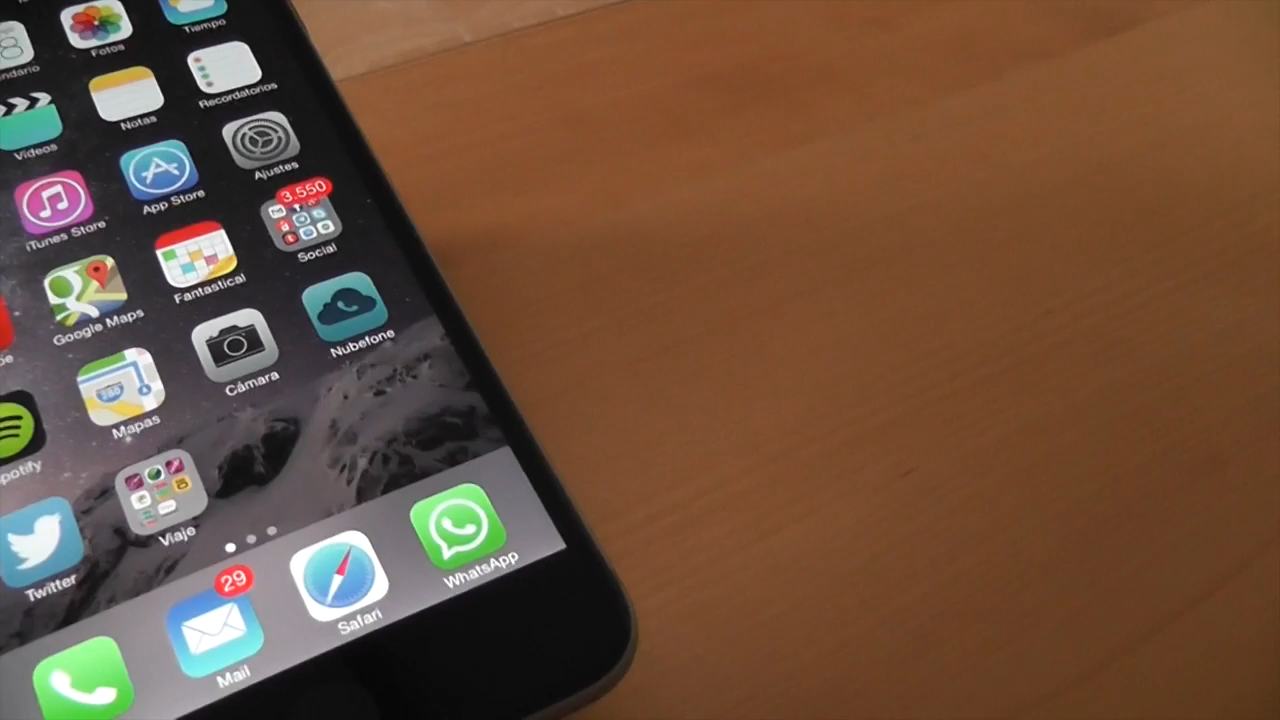 Fotos
Tiempo
Vídeos
Notas
Recordatorios
iTunes Store
App Store
Ajustes
3.550
Google Maps
Fantastical
Social
Mapas
Cámara
Nubefone
Twitter
Viaje
29
Mail
Safari
WhatsApp